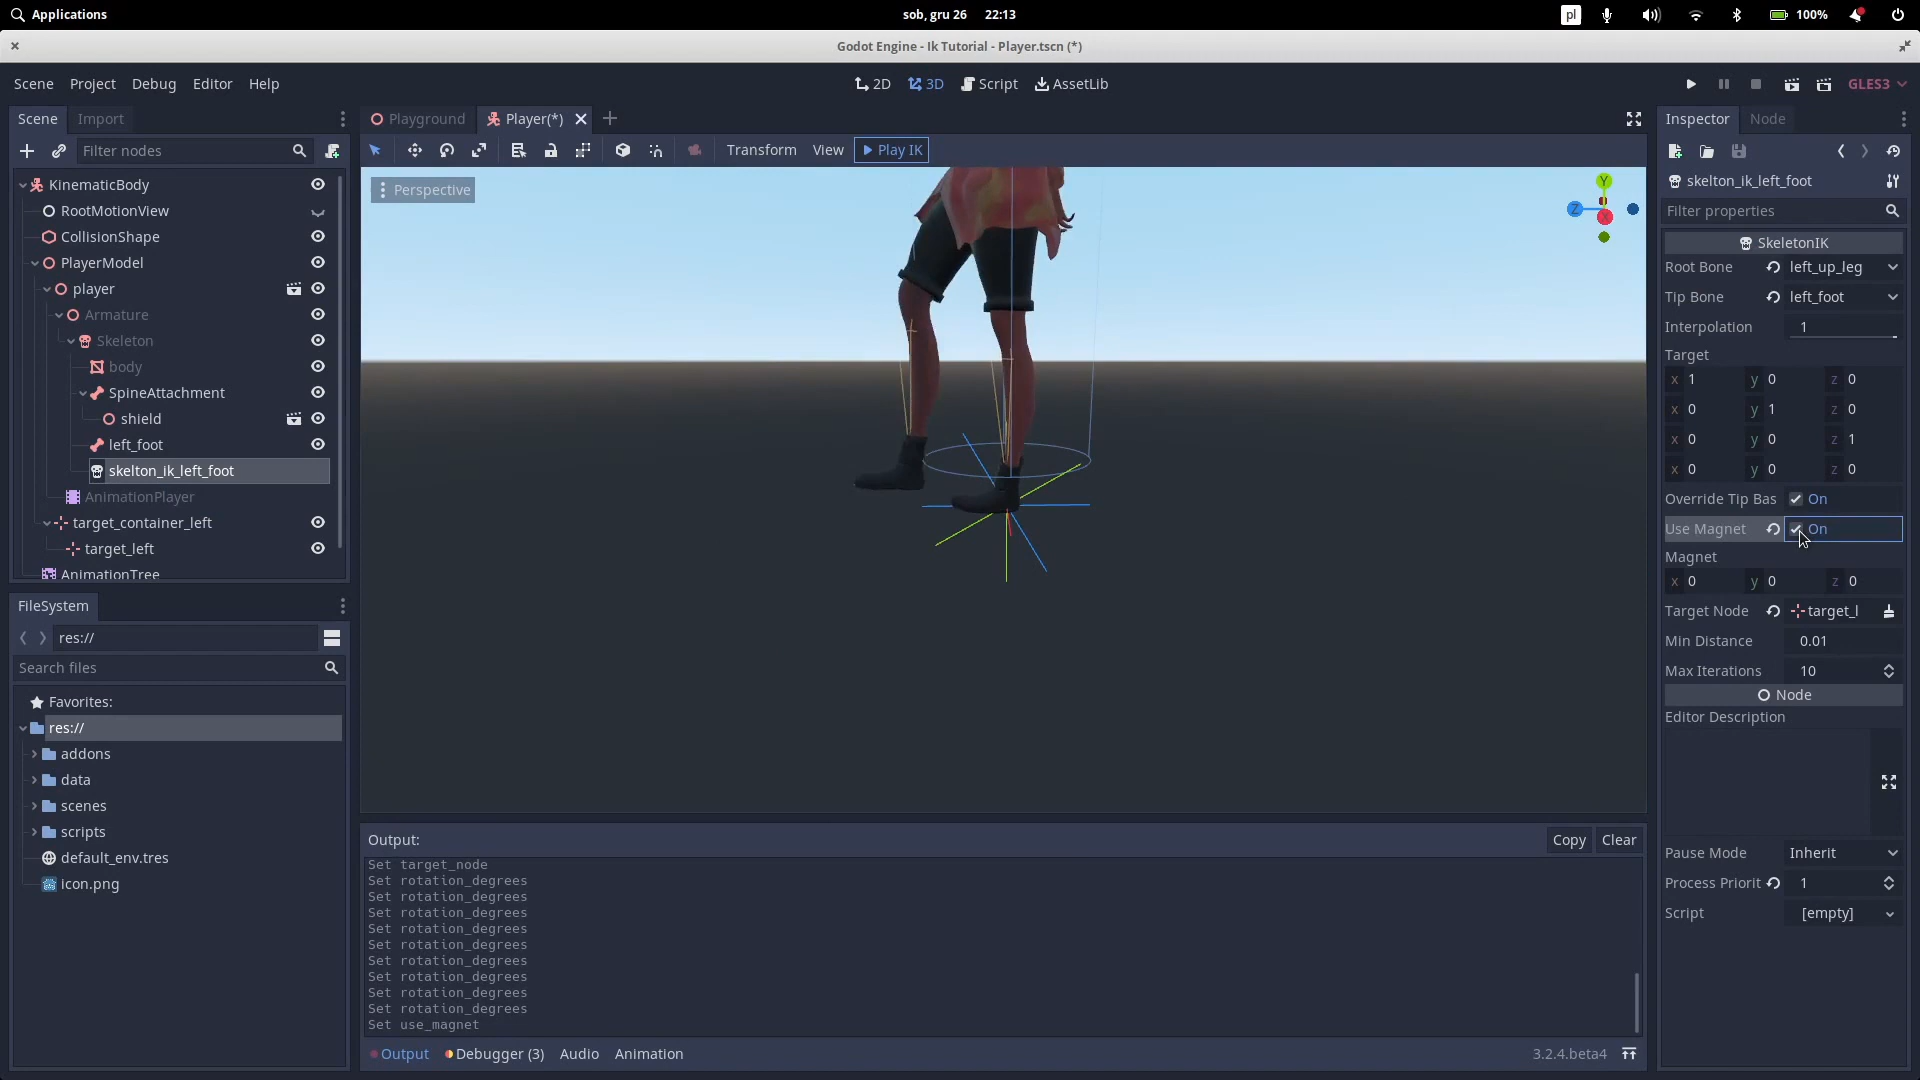 Applications
sob, gru 26 22:13
pl
100%
Godot Engine - Ik Tutorial - Player.tscn (*)
Scene Project Debug Editor Help
2D 3D Script AssetLib
GLES3
Scene Import
Filter nodes
KinematicBody
RootMotionView
CollisionShape
PlayerModel
player
Armature
Skeleton
body
SpineAttachment
shield
left_foot
skelton_ik_left_foot
AnimationPlayer
target_container_left
target_left
AnimationTree
FileSystem
res://
Search files
Favorites:
res://
addons
data
scenes
scripts
default_env.tres
icon.png
Playground Player(*)
Transform View Play IK
Perspective
Y
Z
X
Output:
Copy Clear
Set target_node
Set rotation_degrees
Set rotation_degrees
Set rotation_degrees
Set rotation_degrees
Set rotation_degrees
Set rotation_degrees
Set rotation_degrees
Set rotation_degrees
Set rotation_degrees
Set use_magnet
Output Debugger (3) Audio Animation
3.2.4.beta4
Inspector Node
skelton_ik_left_foot
Filter properties
SkeletonIK
Root Bone left_up_leg
Tip Bone left_foot
Interpolation 1
Target
x 1 y 0 z 0
x 0 y 1 z 0
x 0 y 0 z 1
x 0 y 0 z 0
Override Tip Bas On
Use Magnet On
Magnet
x 0 y 0 z 0
Target Node target_l
Min Distance 0.01
Max Iterations 10
Node
Editor Description
Pause Mode Inherit
Process Priorit 1
Script [empty]